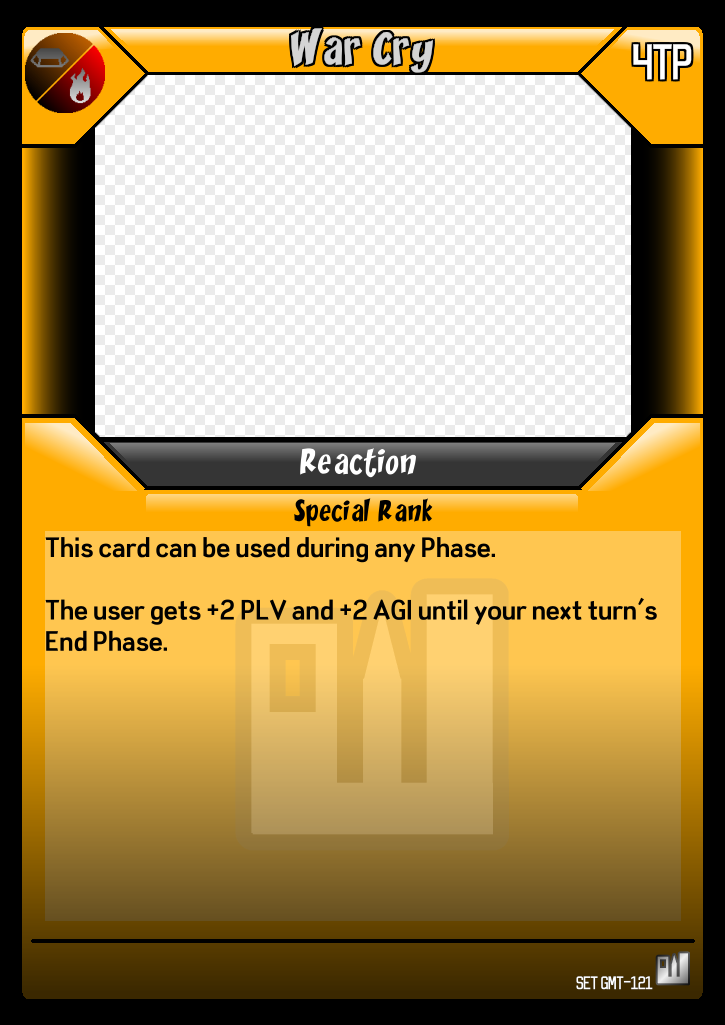 War Cry
4TP
Reaction
Special Rank
This card can be used during any Phase.
The user gets +2 PLV and +2 AGI until your next turn's
End Phase.
SET GMT-121